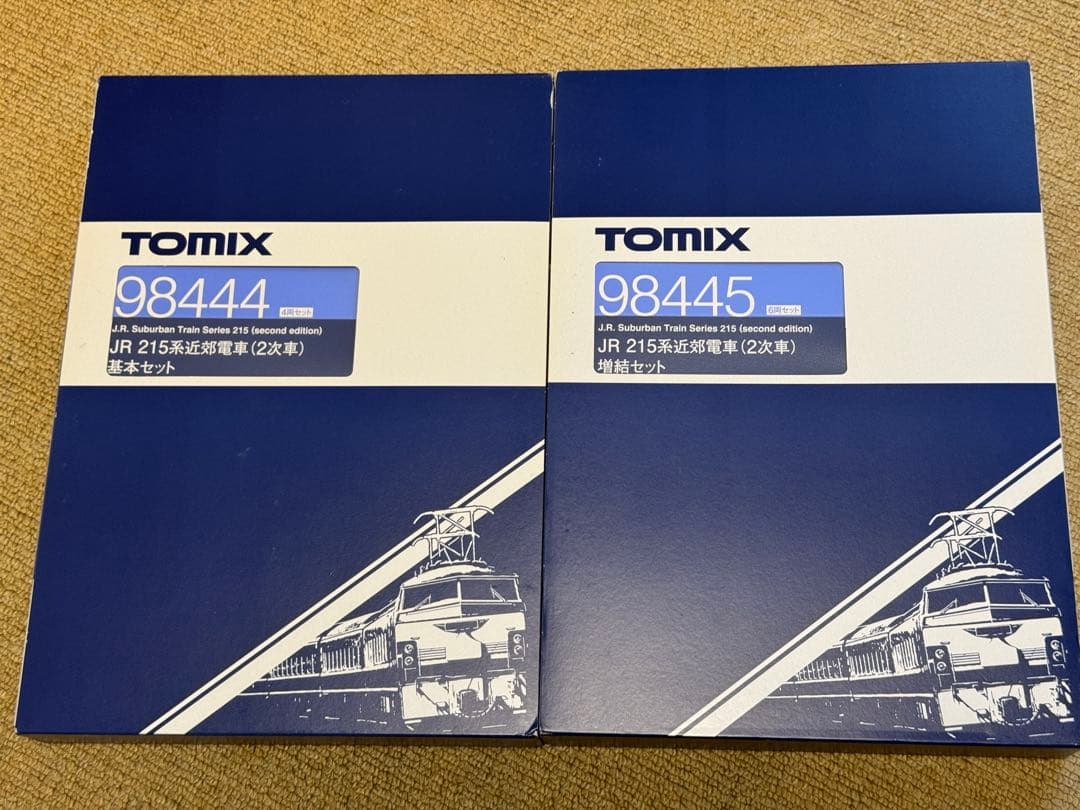 TOMIX
98444 4両セット
J.R. Suburban Train Series 215 (second edition)
JR 215系近郊電車(2次車)
基本セット
TOMIX
98445 6両セット
J.R. Suburban Train Series 215 (second edition)
JR 215系近郊電車(2次車)
増結セット